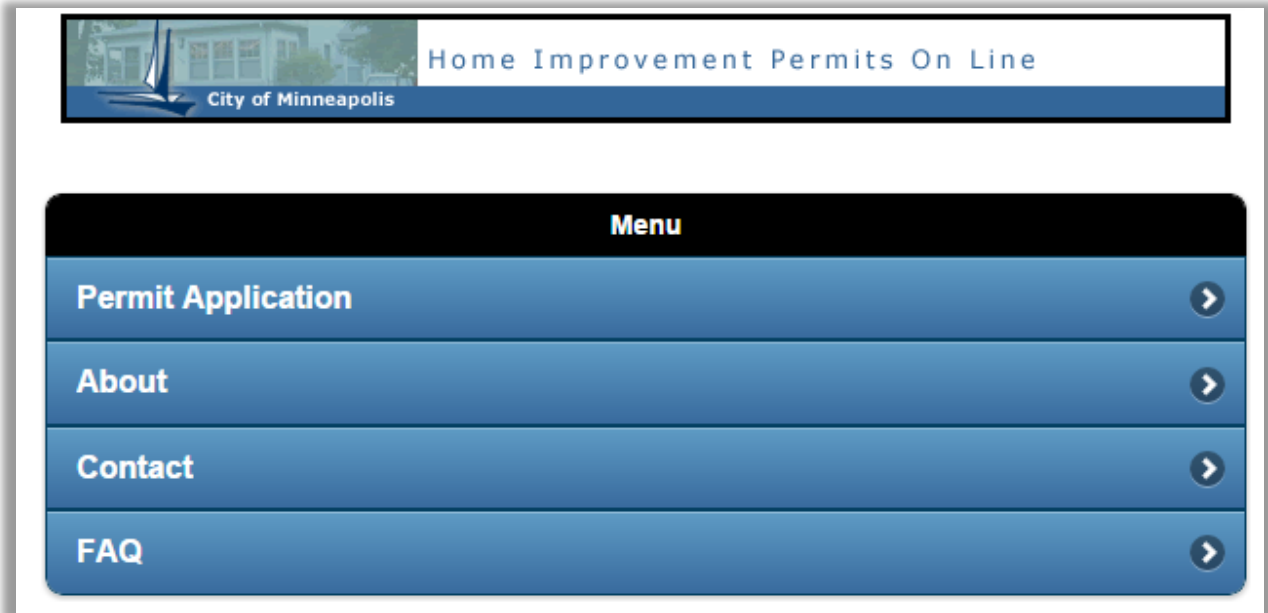 Home Improvement Permits On Line
City of Minneapolis
Menu
Permit Application
About
Contact
FAQ